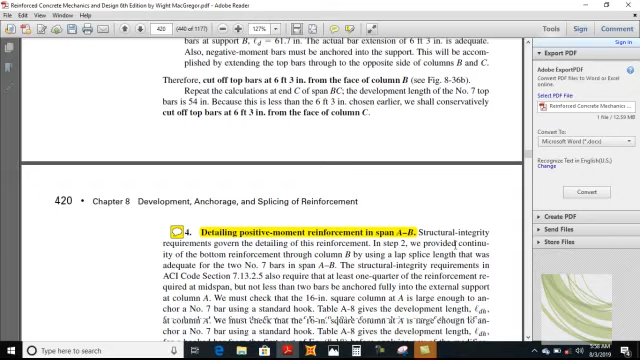 Reinforced Concrete Mechanics and Design 6th Edition by Wight MacGregor.pdf - Adobe Reader
File Edit View Window Help
420 (440 of 1177) 127% Tools Sign Comment
bars at support B, ℓd = 61.7 in. The actual bar extension of 6 ft 3 in. is adequate.
Also, negative-moment bars must be anchored into the support. This will be accom-
plished by extending the top bars to the opposite side of columns B and C.
Therefore, cut off top bars at 6 ft 3 in. from the face of column B (see Fig. 8-36b).
Repeat the calculations at end C of span BC; the development length of the No. 7 top
bars is 54 in. Because this is less than the 6 ft 3 in. chosen earlier, we shall conservatively
cut off top bars at 6 ft 3 in. from the face of column C.
420 • Chapter 8 Development, Anchorage, and Splicing of Reinforcement
4. Detailing positive-moment reinforcement in span A–B. Structural-integrity
requirements govern the detailing of this reinforcement. In step 2, we provided continu-
ity of the bottom reinforcement through column B by using a lap splice length that was
adequate for the two No. 7 bars in span A–B. The structural-integrity requirements in
ACI Code Section 7.13.2.5 also require that at least one-quarter of the reinforcement re-
quired at midspan, but not less than two bars be anchored fully into the external support
at column A. We must check that the 16-in. square column at A is large enough to an-
chor a No. 7 bar using a standard hook. Table A-8 gives the development length, ℓdh,
Sign In
Export PDF
Adobe ExportPDF
Convert PDF files to Word or Excel
online.
Select PDF File:
Reinforced Concrete Mechanics and ...
1 file / 12.59 MB
Convert To:
Microsoft Word (*.docx)
Recognize Text in English(U.S.)
Change
Convert
Create PDF
Edit PDF
Send Files
Store Files
5:58 AM
8/3/2019